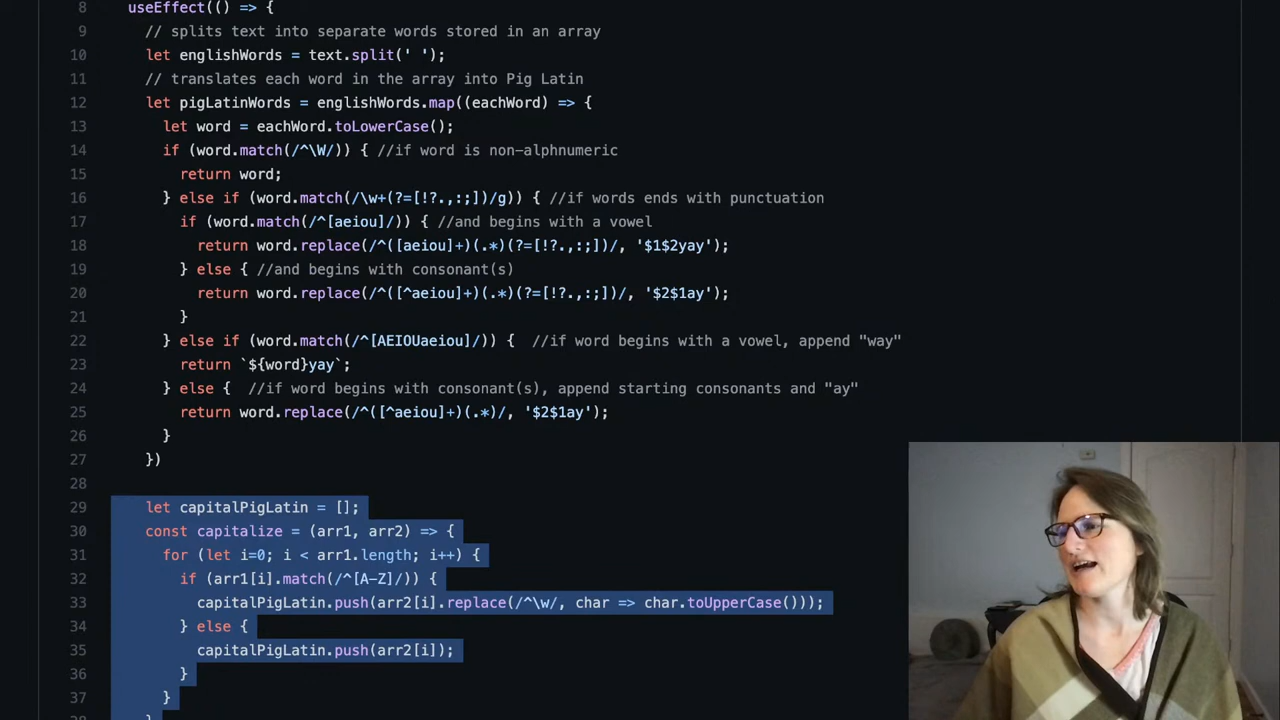 8 useEffect(() => {
9 // splits text into separate words stored in an array
10 let englishWords = text.split(' ');
11 // translates each word in the array into Pig Latin
12 let pigLatinWords = englishWords.map((eachWord) => {
13 let word = eachWord.toLowerCase();
14 if (word.match(/^\W/)) { //if word is non-alphnumeric
15 return word;
16 } else if (word.match(/\w+(?=[!?.,:;])/g)) { //if words ends with punctuation
17 if (word.match(/^[aeiou]/)) { //and begins with a vowel
18 return word.replace(/^([aeiou]+)(.*)(?=[!?.,:;])/, '$1$2yay');
19 } else { //and begins with consonant(s)
20 return word.replace(/^([^aeiou]+)(.*)(?=[!?.,:;])/, '$2$1ay');
21 }
22 } else if (word.match(/^[AEIOUaeiou]/)) { //if word begins with a vowel, append "way"
23 return `${word}yay`;
24 } else { //if word begins with consonant(s), append starting consonants and "ay"
25 return word.replace(/^([^aeiou]+)(.*)/, '$2$1ay');
26 }
27 })
28
29 let capitalPigLatin = [];
30 const capitalize = (arr1, arr2) => {
31 for (let i=0; i < arr1.length; i++) {
32 if (arr1[i].match(/^[A-Z]/)) {
33 capitalPigLatin.push(arr2[i].replace(/^\w/, char => char.toUpperCase()));
34 } else {
35 capitalPigLatin.push(arr2[i]);
36 }
37 }
38 }